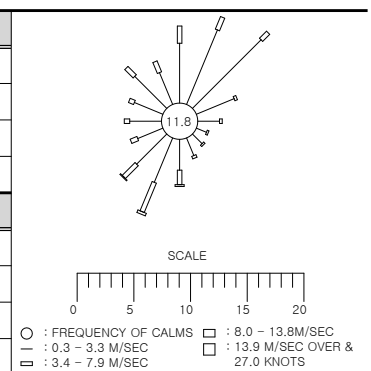 11.8
SCALE
0 5 10 15 20
: FREQUENCY OF CALMS
: 0.3 - 3.3 M/SEC
: 3.4 - 7.9 M/SEC
: 8.0 - 13.8M/SEC
: 13.9 M/SEC OVER &
27.0 KNOTS